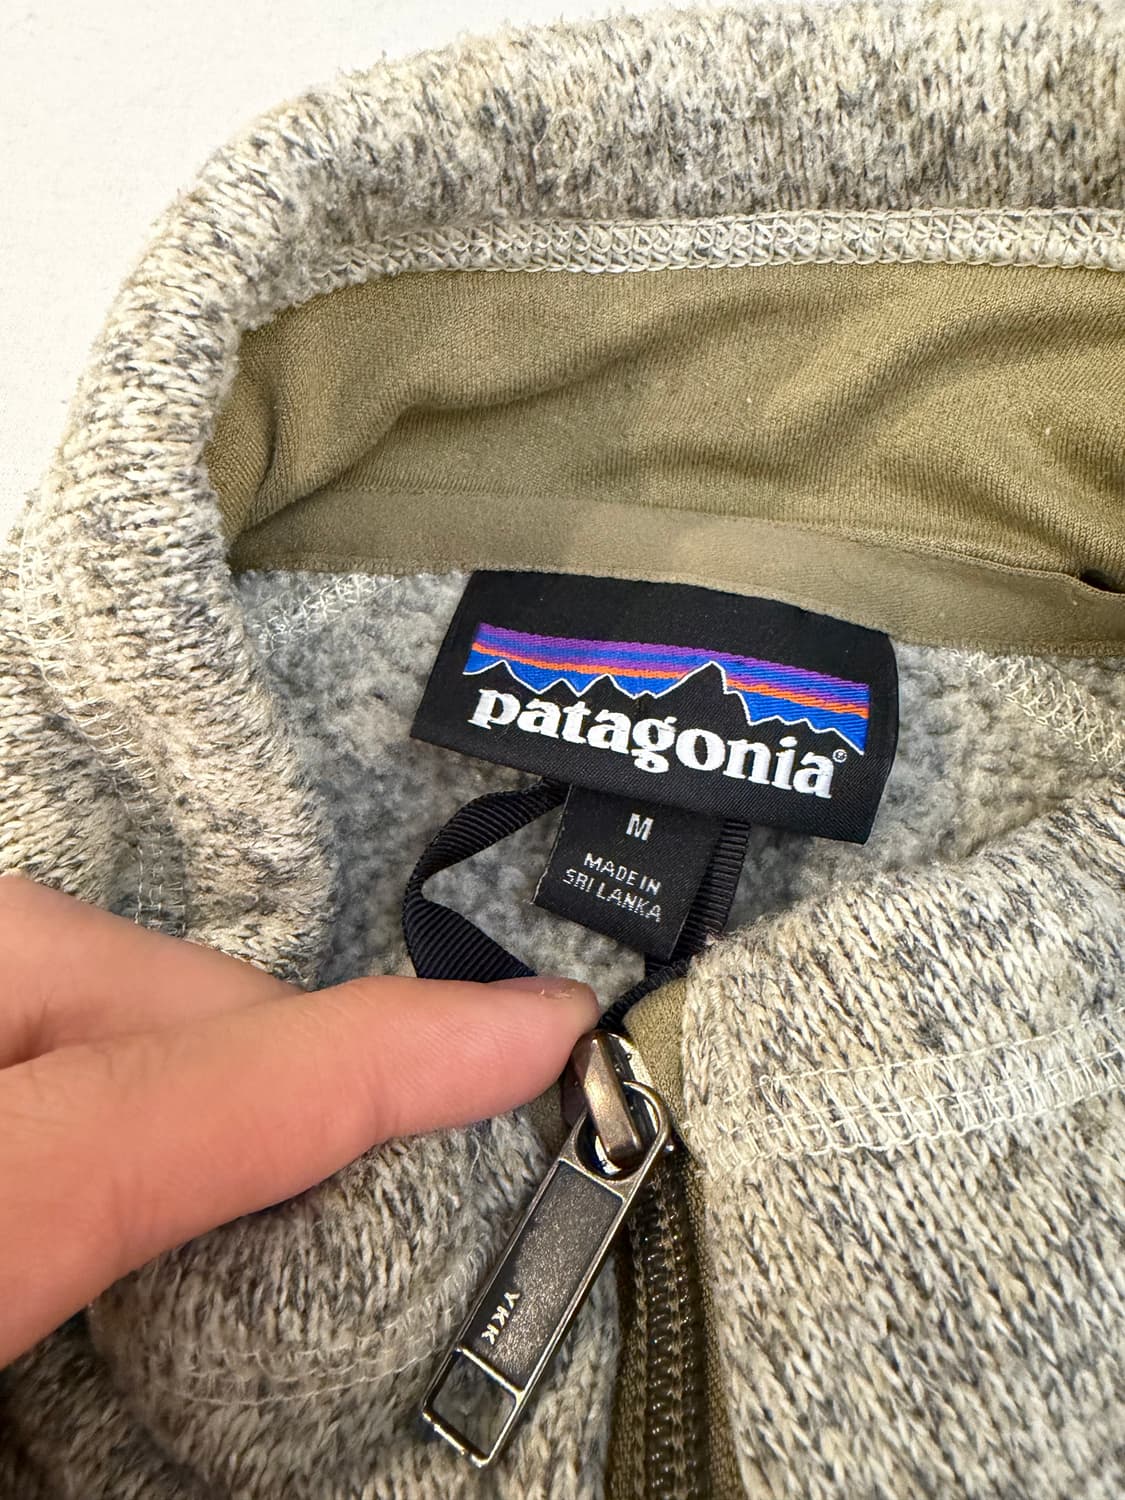 patagonia®
M
MADE IN
SRI LANKA
YKK